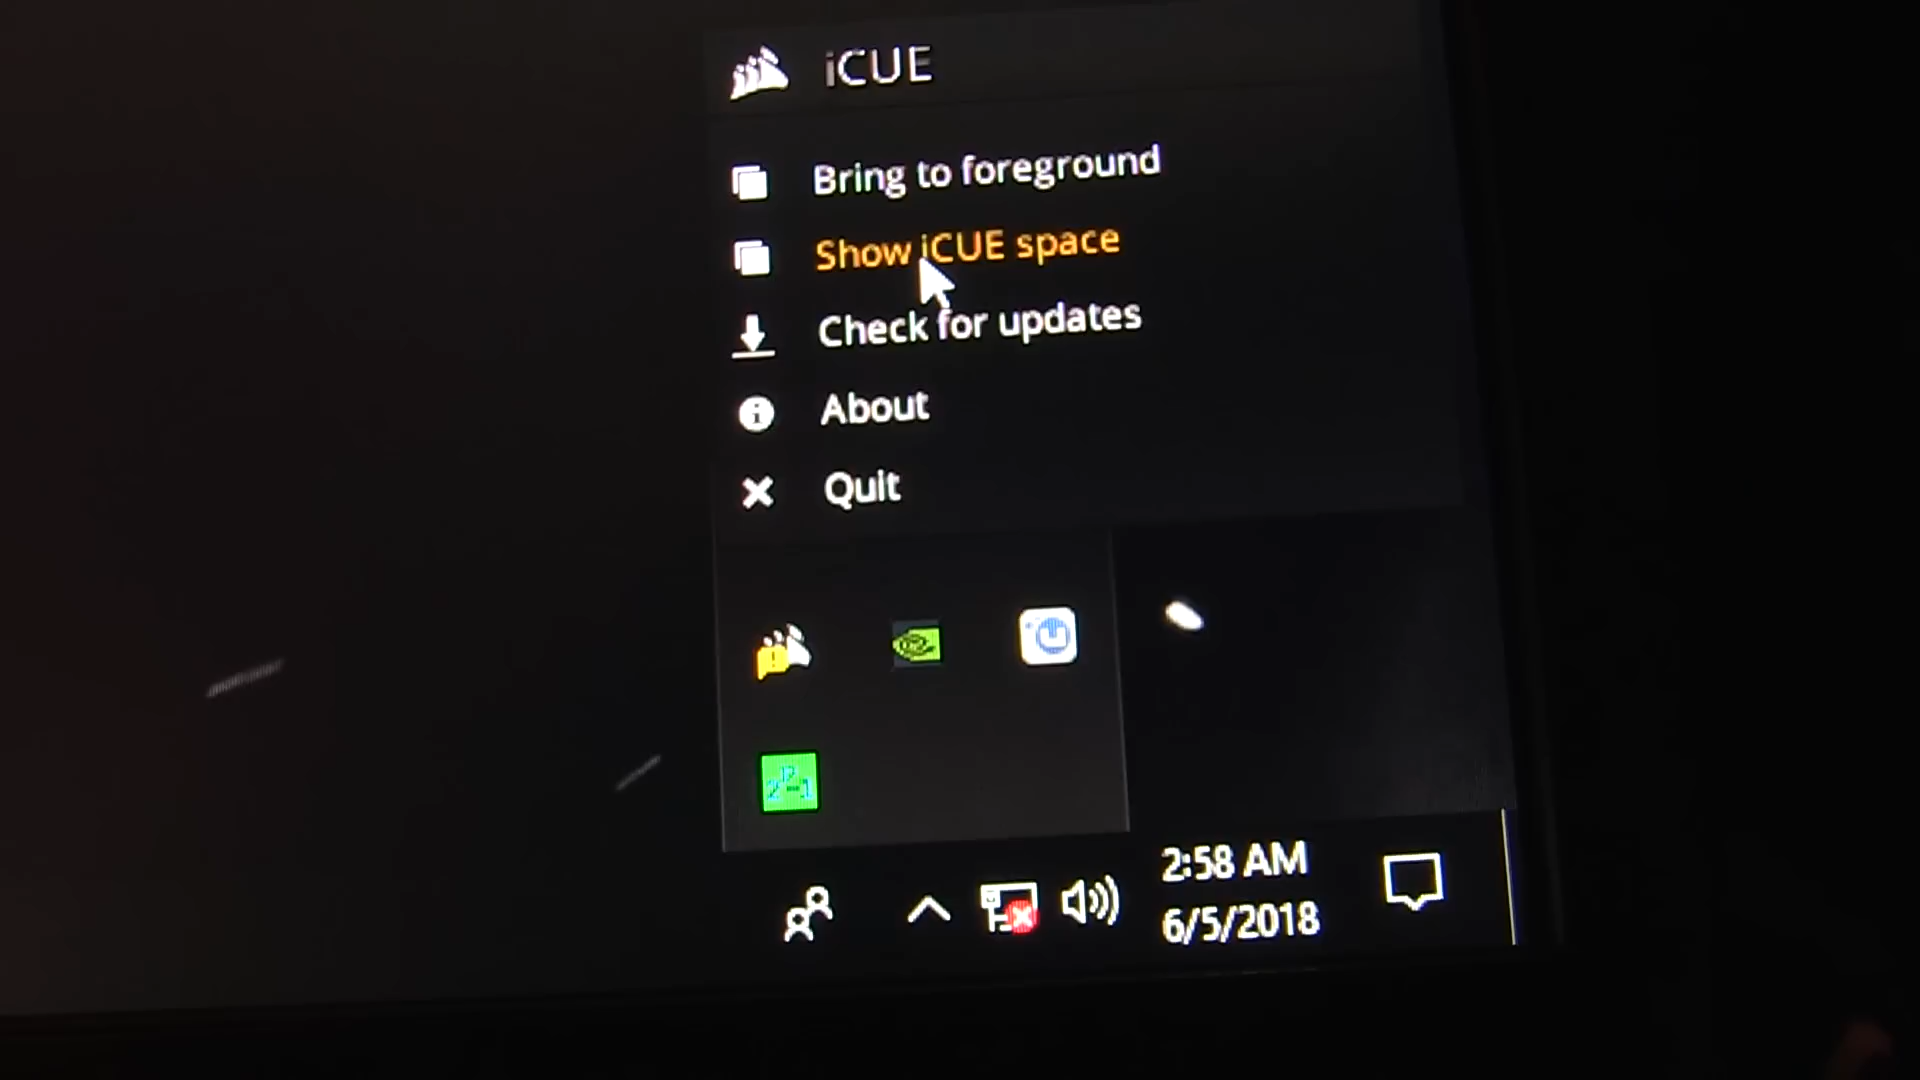 iCUE
Bring to foreground
Show iCUE space
Check for updates
About
Quit
2:58 AM
6/5/2018